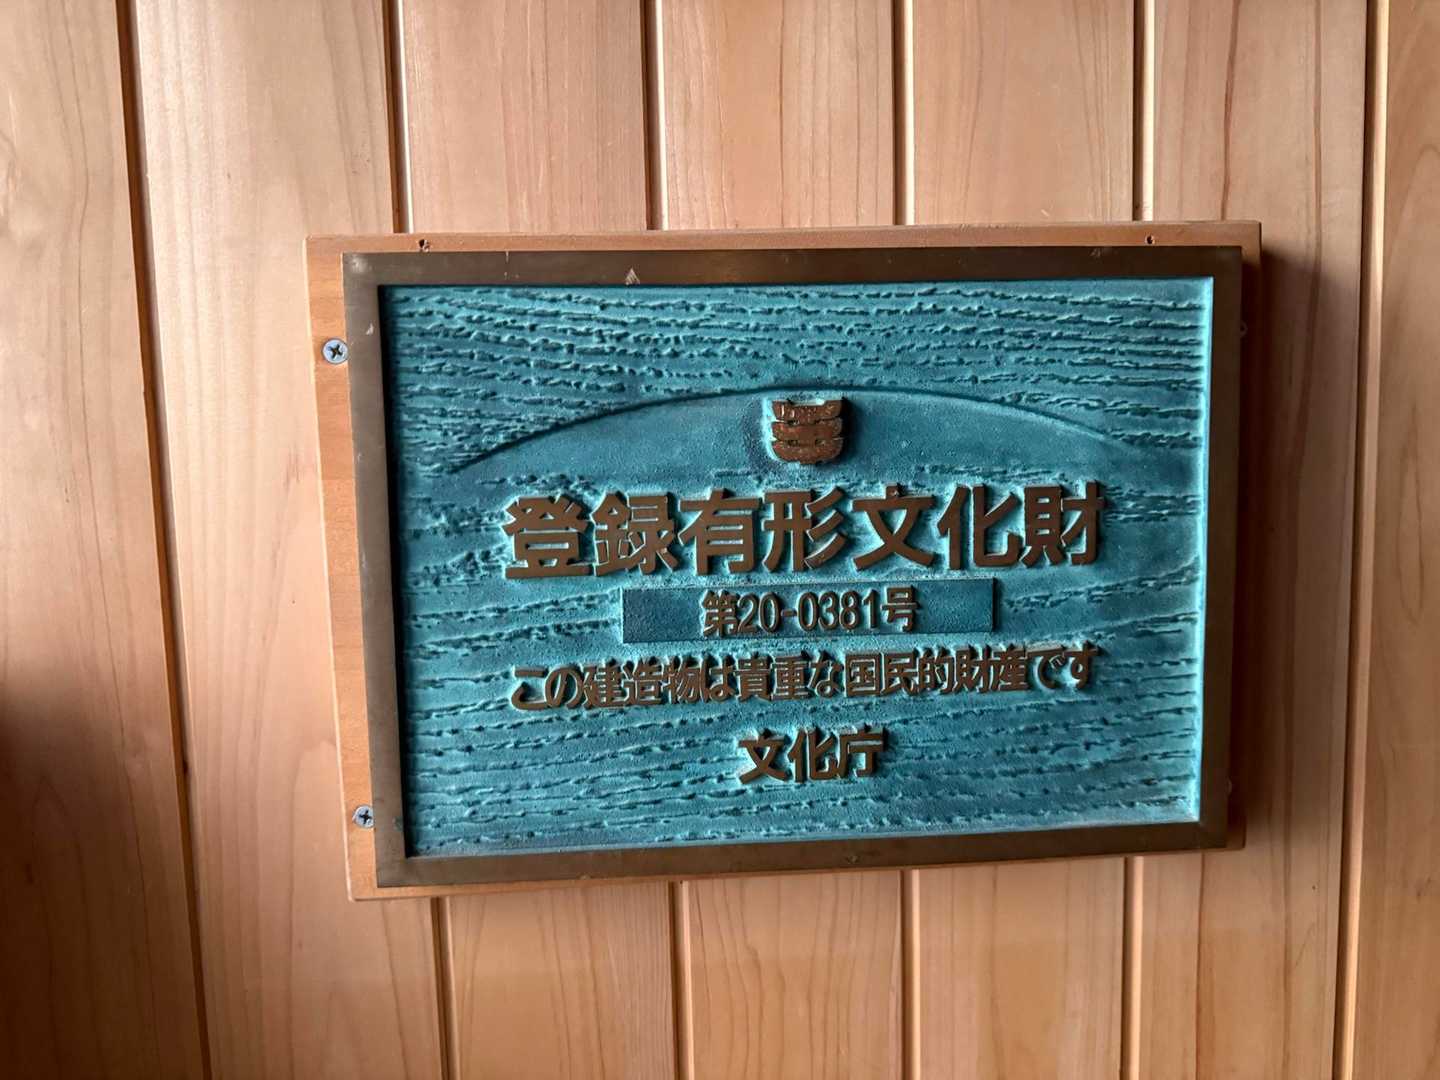 登録有形文化財
第20-0381号
この建造物は貴重な国民的財産です
文化庁